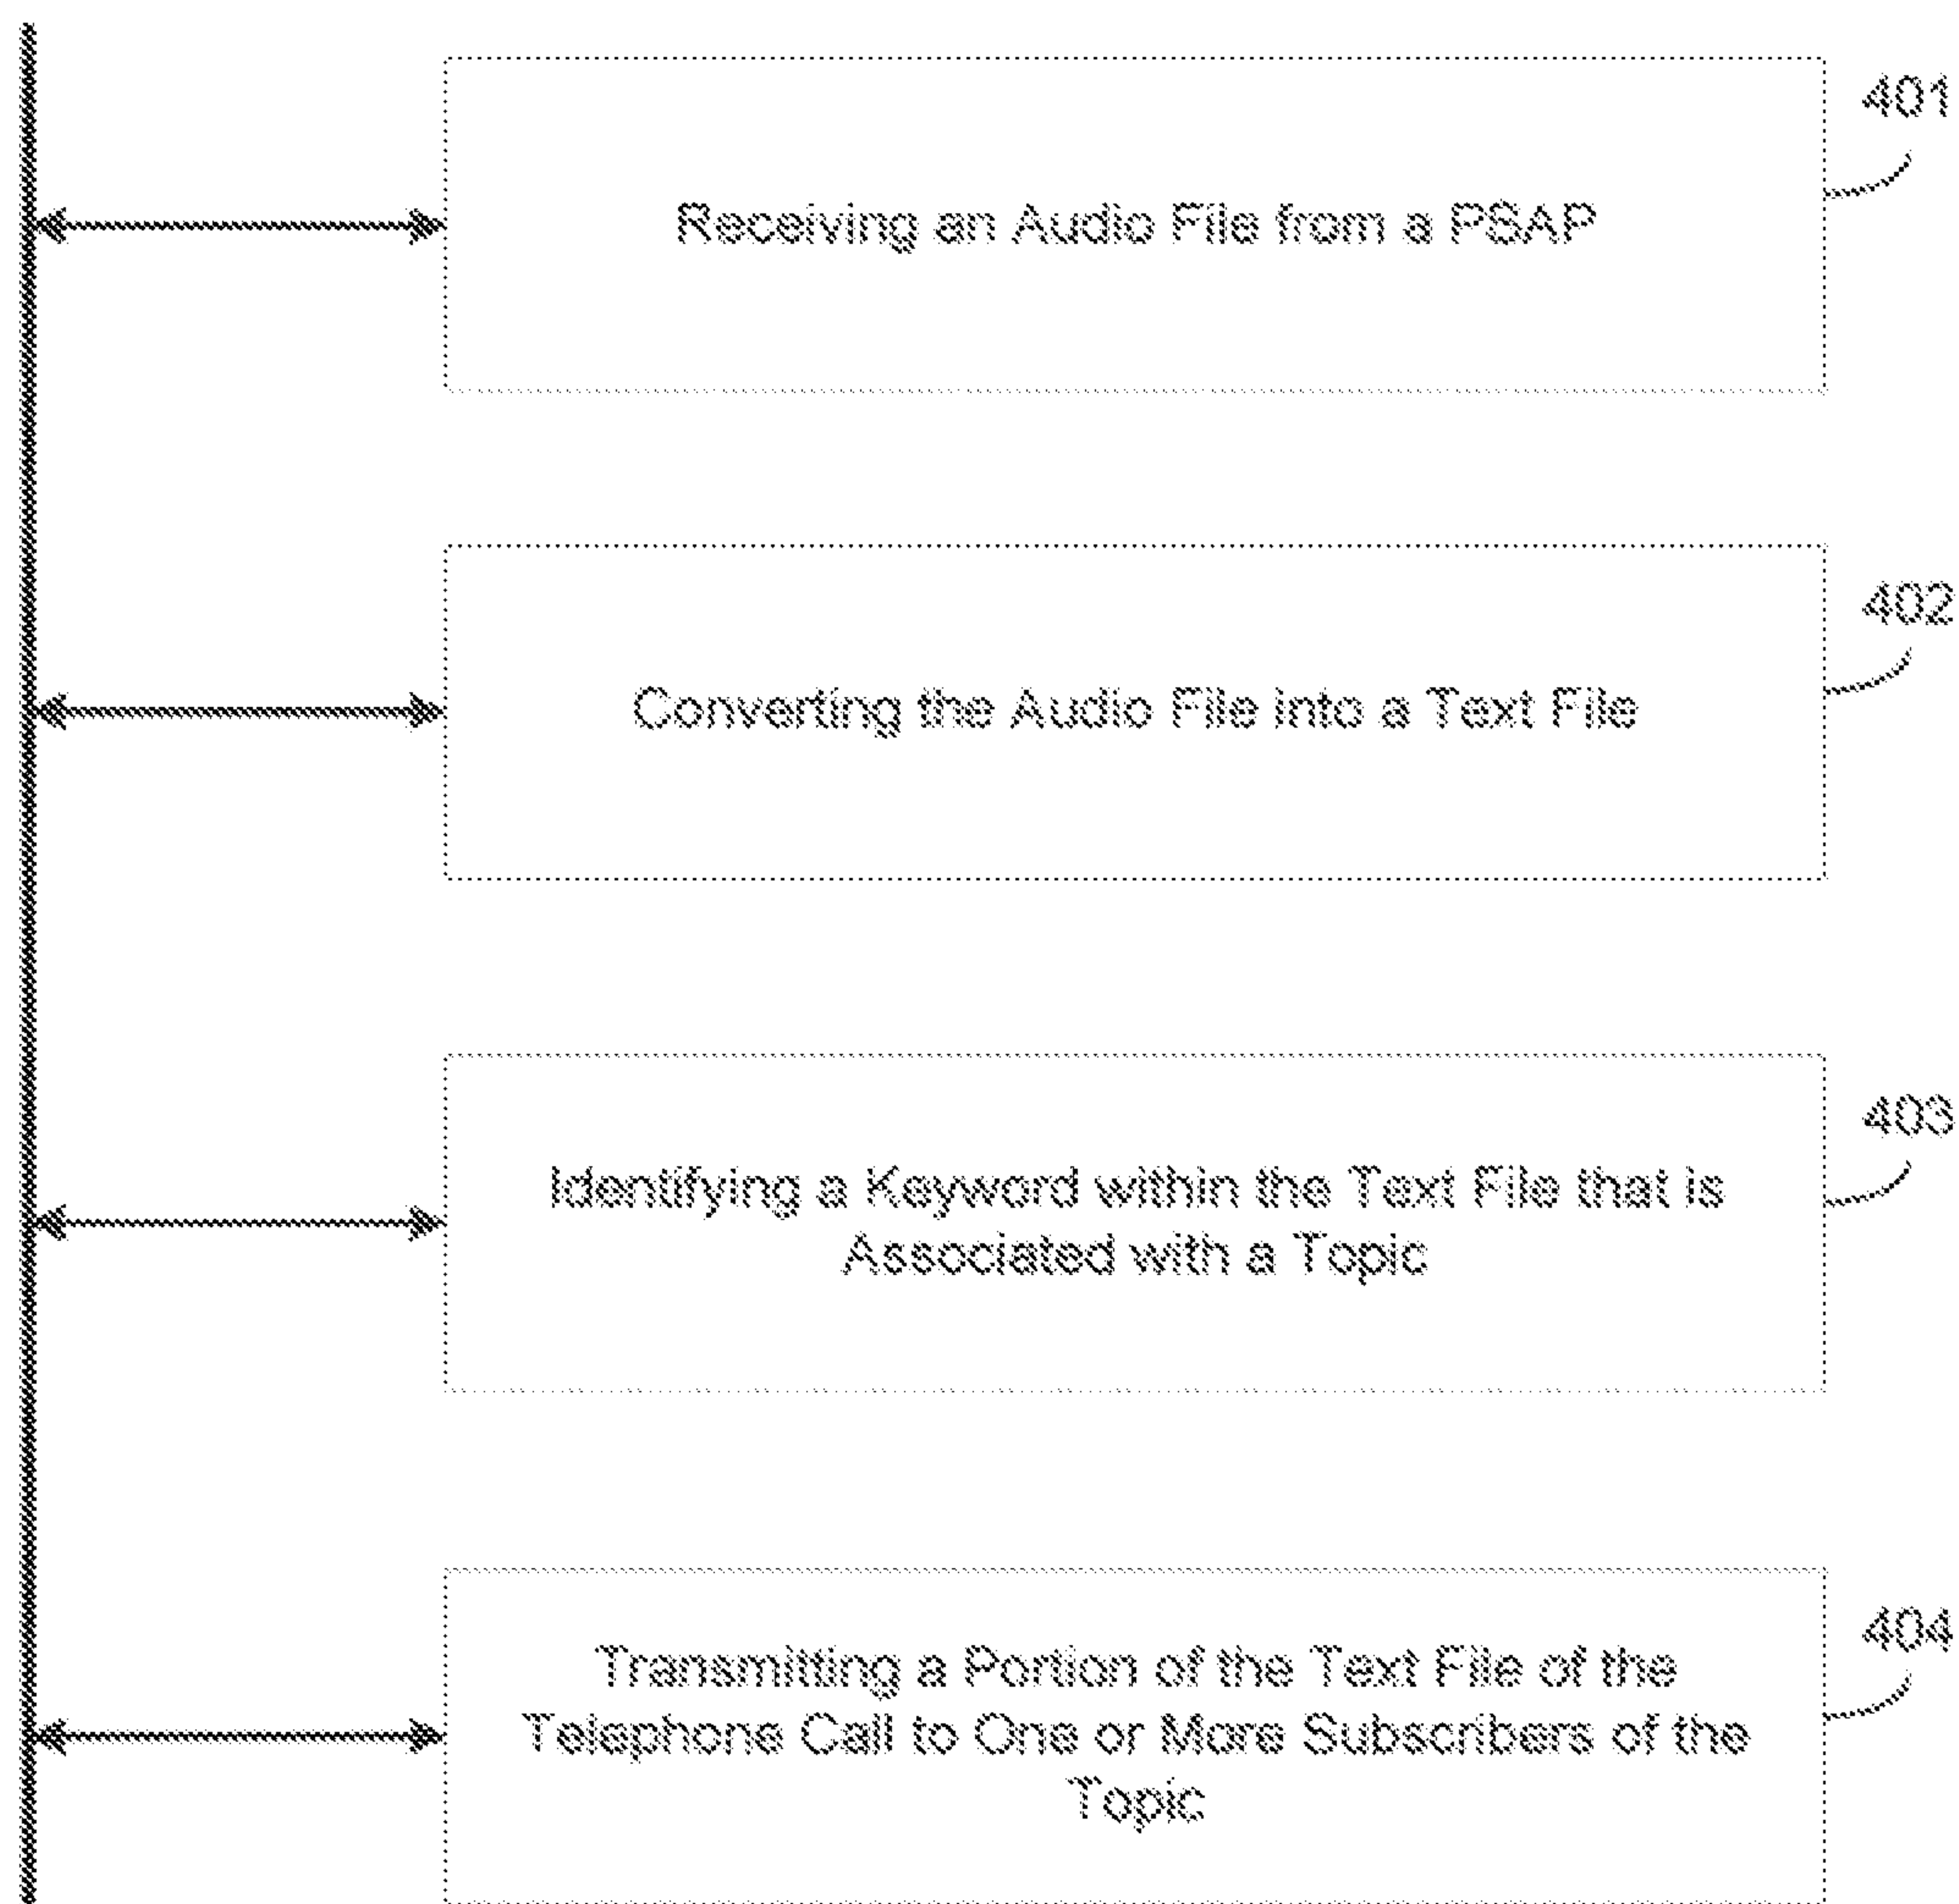 401
Receiving an Audio File from a PSAP
402
Converting the Audio File into a Text File
403
Identifying a Keyword within the Text File that is
Associated with a Topic
404
Transmitting a Portion of the Text File of the
Telephone Call to One or More Subscribers of the
Topic